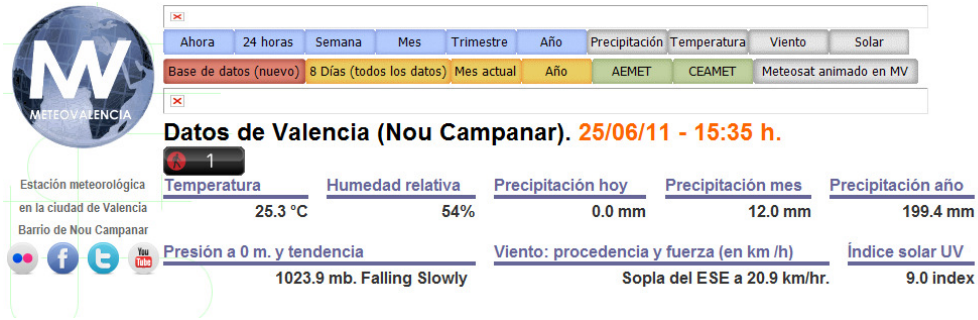 Ahora 24 horas Semana Mes Trimestre Año Precipitación Temperatura Viento Solar
Base de datos (nuevo) 8 Días (todos los datos) Mes actual Año AEMET CEAMET Meteosat animado en MV
MV
METEOVALENCIA
Datos de Valencia (Nou Campanar). 25/06/11 - 15:35 h.
1
Estación meteorológica
en la ciudad de Valencia
Barrio de Nou Campanar
f t You Tube
Temperatura Humedad relativa Precipitación hoy Precipitación mes Precipitación año
25.3 °C 54% 0.0 mm 12.0 mm 199.4 mm
Presión a 0 m. y tendencia Viento: procedencia y fuerza (en km /h) Índice solar UV
1023.9 mb. Falling Slowly Sopla del ESE a 20.9 km/hr. 9.0 index